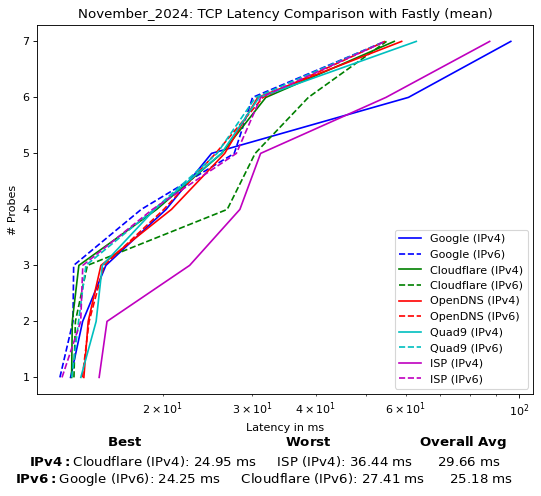 November_2024: TCP Latency Comparison with Fastly (mean)
# Probes
7
6
5
4
3
2
1
Google (IPv4)
Google (IPv6)
Cloudflare (IPv4)
Cloudflare (IPv6)
OpenDNS (IPv4)
OpenDNS (IPv6)
Quad9 (IPv4)
Quad9 (IPv6)
ISP (IPv4)
ISP (IPv6)
2 × 10¹ 3 × 10¹ 4 × 10¹ 6 × 10¹ 10²
Latency in ms
Best Worst Overall Avg
IPv4: Cloudflare (IPv4): 24.95 ms ISP (IPv4): 36.44 ms 29.66 ms
IPv6: Google (IPv6): 24.25 ms Cloudflare (IPv6): 27.41 ms 25.18 ms